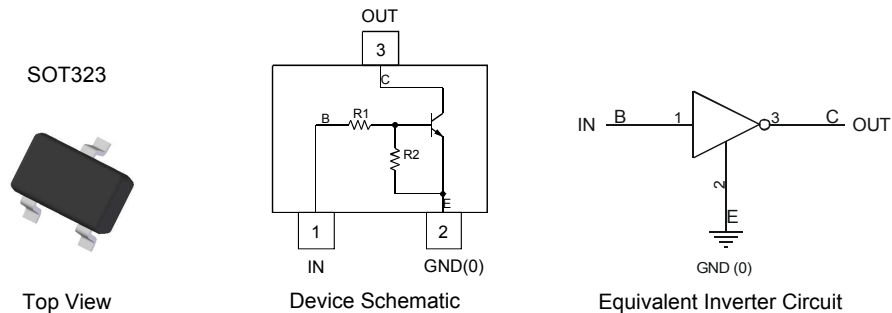 SOT323
Top View
OUT
3
C
B
R1
R2
E
1
2
IN
GND(0)
Device Schematic
IN
B
1
3
C
OUT
2
E
GND (0)
Equivalent Inverter Circuit